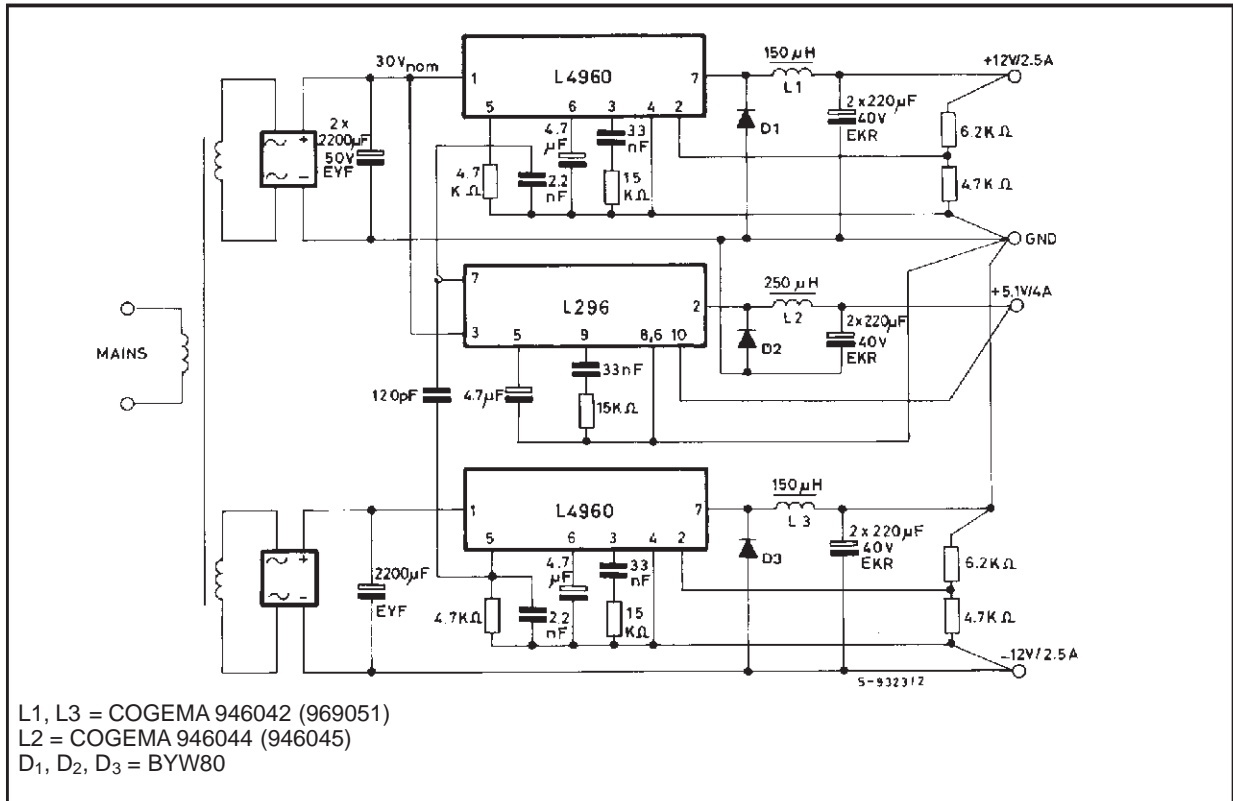 30V nom
1
L4960
7
5
6
3
4
2
150µH
L1
+12V/2.5A
2x
2200µF
50V
EYF
+
−
4.7
µF
33
nF
D1
2x220µF
40V
EKR
6.2KΩ
4.7
KΩ
2.2
nF
15
KΩ
4.7KΩ
GND
7
3
L296
2
5
9
8,6
10
250µH
L2
+5.1V/4A
MAINS
D2
2x220µF
40V
EKR
120pF
4.7µF
33nF
15KΩ
1
L4960
7
5
6
3
4
2
150µH
L3
+
−
2200µF
EYF
4.7
µF
33
nF
D3
2x220µF
40V
EKR
6.2KΩ
4.7KΩ
2.2
nF
15
KΩ
4.7KΩ
−12V/2.5A
S-9323/2
L1, L3 = COGEMA 946042 (969051)
L2 = COGEMA 946044 (946045)
D1, D2, D3 = BYW80